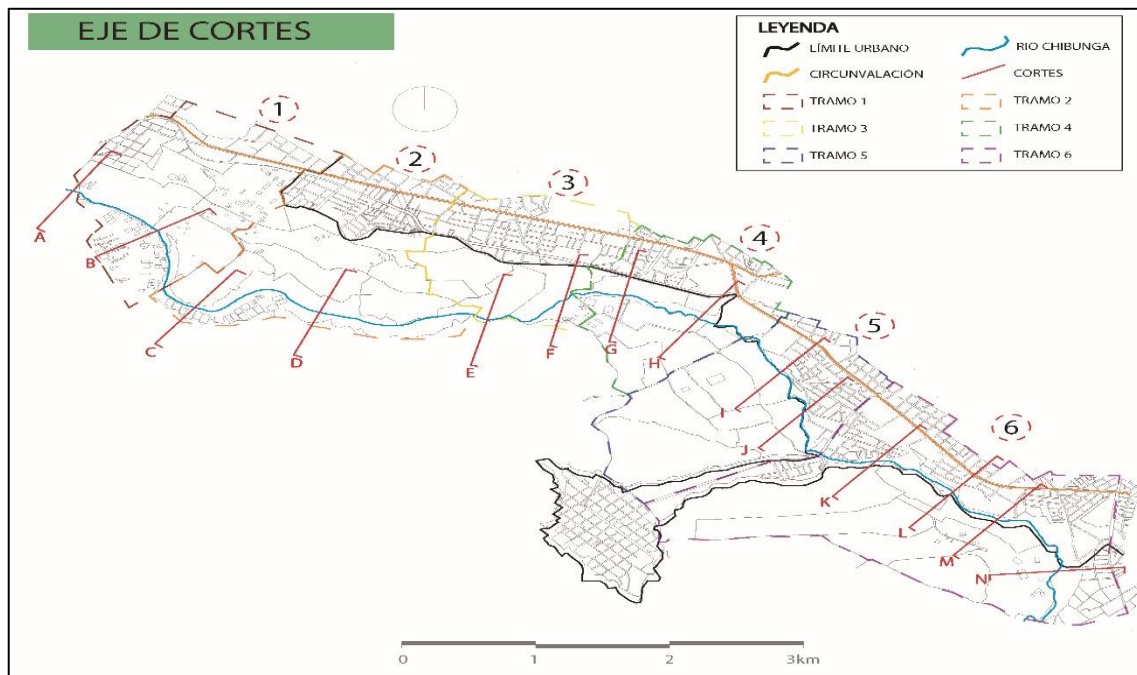 EJE DE CORTES
LEYENDA
LÍMITE URBANO
RIO CHIBUNGA
CIRCUNVALACIÓN
CORTES
TRAMO 1
TRAMO 2
TRAMO 3
TRAMO 4
TRAMO 5
TRAMO 6
1
2
3
4
5
6
A
B
C
D
E
F
G
H
I
J
K
L
M
N
0 1 2 3km